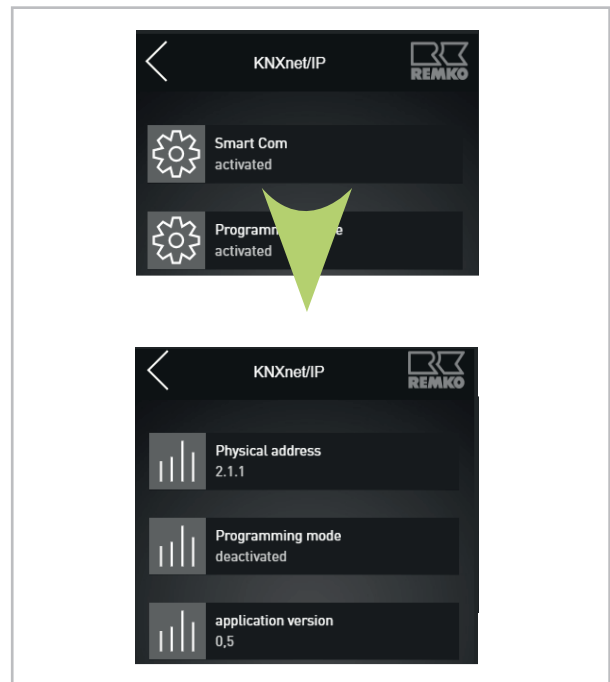 KNXnet/IP
REMKO
Smart Com
activated
activated
KNXnet/IP
REMKO
Physical address
2.1.1
Programming mode
deactivated
application version
0,5